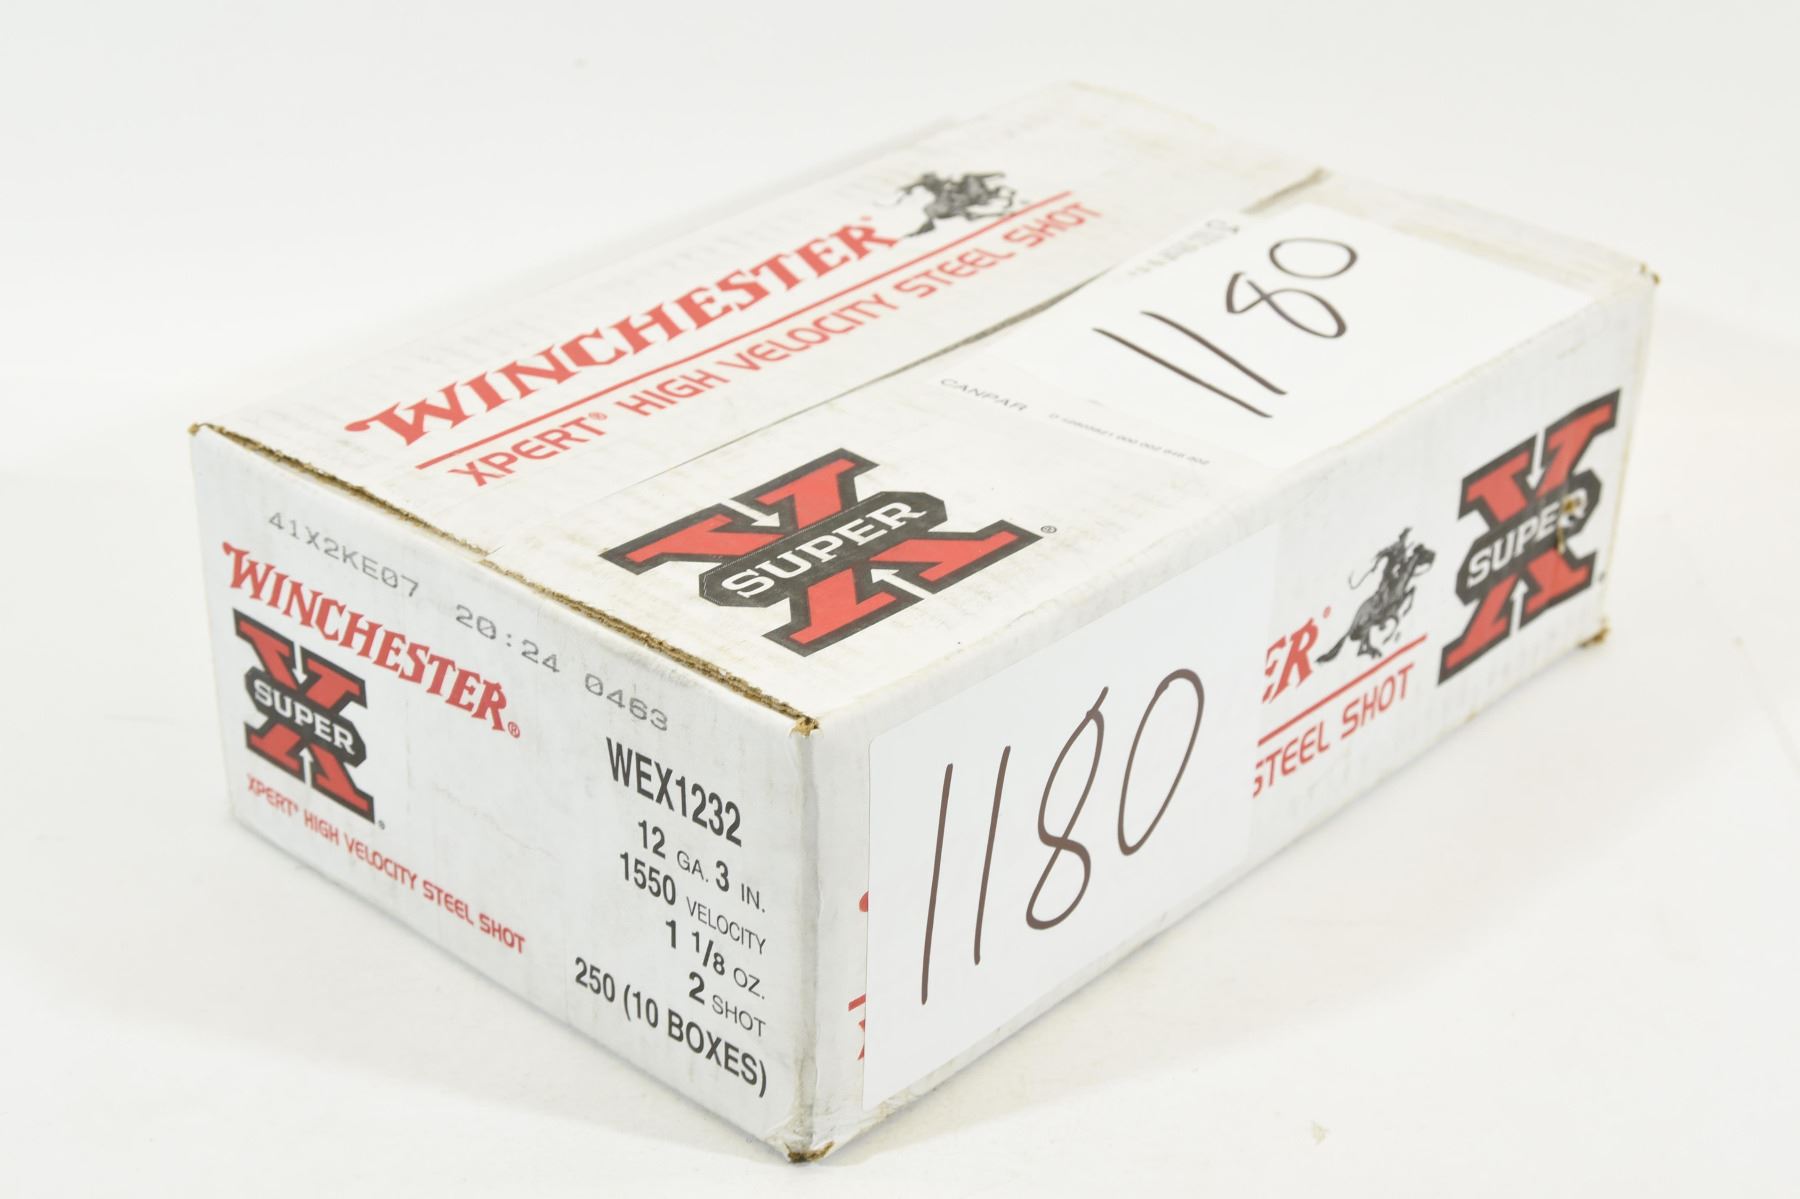 WINCHESTER®
XPERT® HIGH VELOCITY STEEL SHOT
1180
CANPAR
SUPER X®
41X2KE07 20:24 0463
WINCHESTER®
SUPER X®
XPERT® HIGH VELOCITY STEEL SHOT
WEX1232
12 GA. 3 IN.
1550 VELOCITY
1 1/8 OZ.
2 SHOT
250 (10 BOXES)
1180
ER®
STEEL SHOT
SUPER X